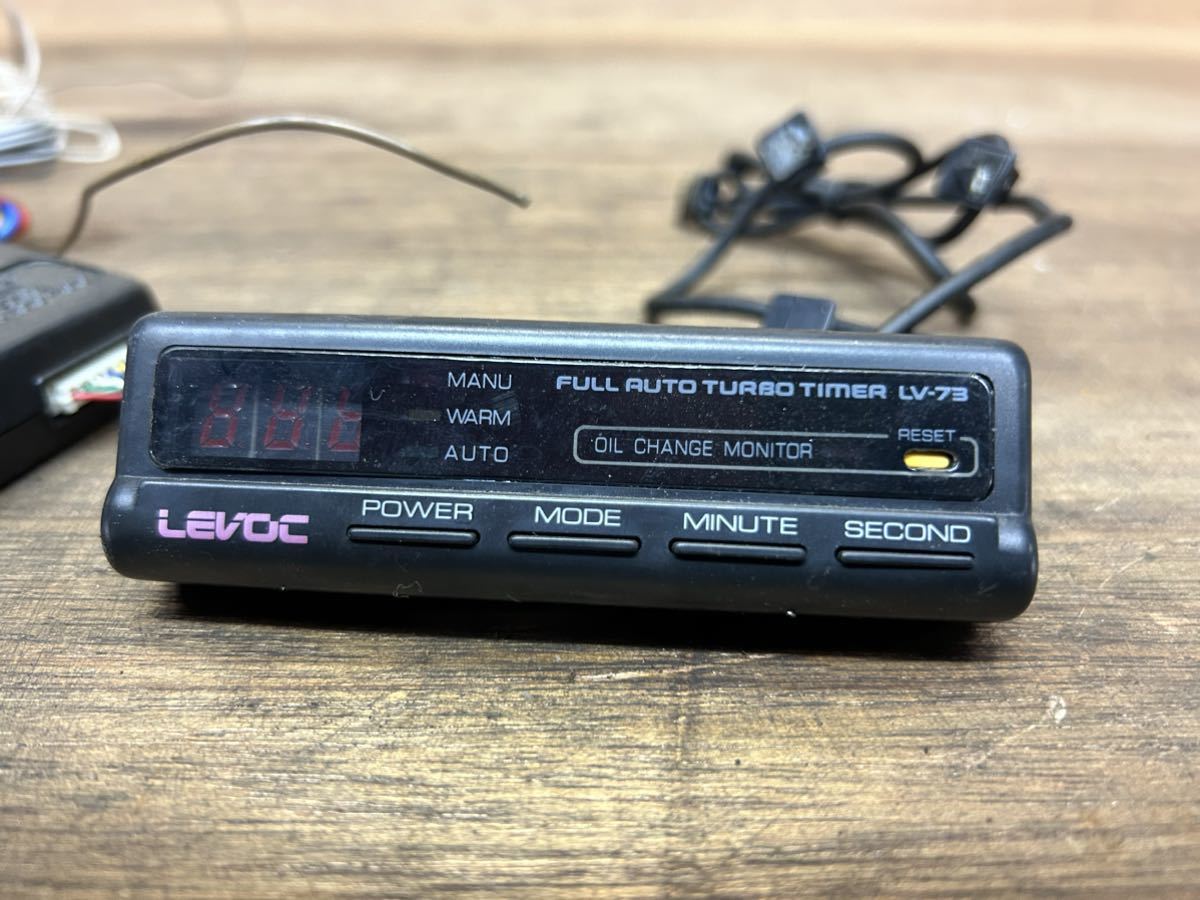 MANU
FULL AUTO TURBO TIMER LV-73
WARM
RESET
OIL CHANGE MONITOR
AUTO
LEVOC
POWER
MODE
MINUTE
SECOND